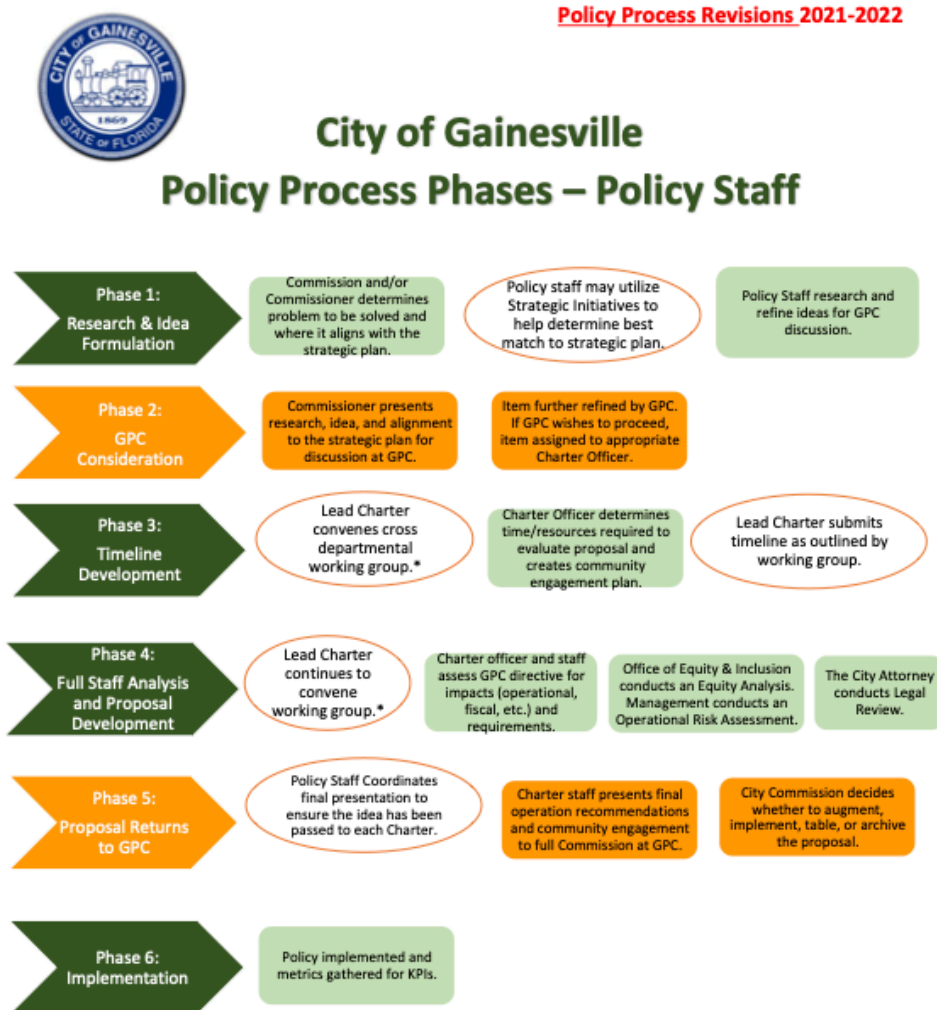 Policy Process Revisions 2021-2022
CITY OF GAINESVILLE
1869
STATE OF FLORIDA
City of Gainesville
Policy Process Phases – Policy Staff
Phase 1:
Research & Idea
Formulation
Commission and/or
Commissioner determines
problem to be solved and
where it aligns with the
strategic plan.
Policy staff may utilize
Strategic Initiatives to
help determine best
match to strategic plan.
Policy Staff research and
refine ideas for GPC
discussion.
Phase 2:
GPC
Consideration
Commissioner presents
research, idea, and alignment
to the strategic plan for
discussion at GPC.
Item further refined by GPC.
If GPC wishes to proceed,
item assigned to appropriate
Charter Officer.
Phase 3:
Timeline
Development
Lead Charter
convenes cross
departmental
working group.*
Charter Officer determines
time/resources required to
evaluate proposal and
creates community
engagement plan.
Lead Charter submits
timeline as outlined by
working group.
Phase 4:
Full Staff Analysis
and Proposal
Development
Lead Charter
continues to
convene
working group.*
Charter officer and staff
assess GPC directive for
impacts (operational,
fiscal, etc.) and
requirements.
Office of Equity & Inclusion
conducts an Equity Analysis.
Management conducts an
Operational Risk Assessment.
The City Attorney
conducts Legal
Review.
Phase 5:
Proposal Returns
to GPC
Policy Staff Coordinates
final presentation to
ensure the idea has been
passed to each Charter.
Charter staff presents final
operation recommendations
and community engagement
to full Commission at GPC.
City Commission decides
whether to augment,
implement, table, or archive
the proposal.
Phase 6:
Implementation
Policy implemented and
metrics gathered for KPIs.